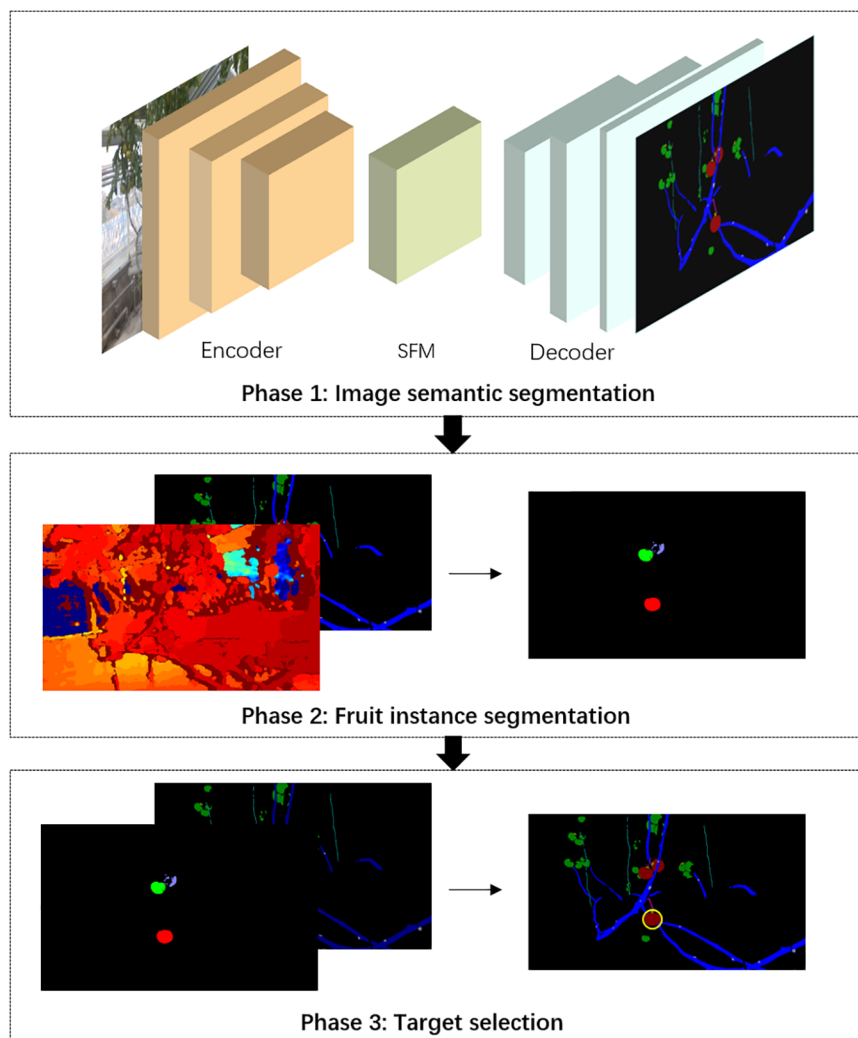 Encoder SFM Decoder
Phase 1: Image semantic segmentation
Phase 2: Fruit instance segmentation
Phase 3: Target selection